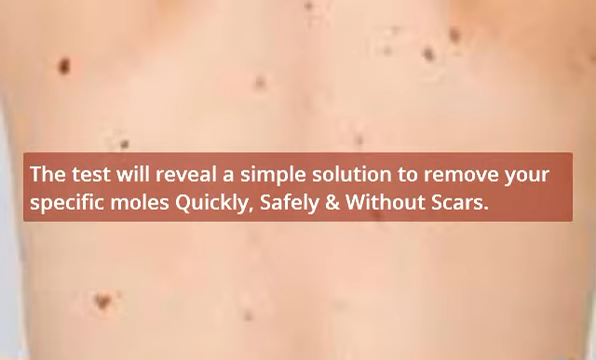 The test will reveal a simple solution to remove your
specific moles Quickly, Safely & Without Scars.